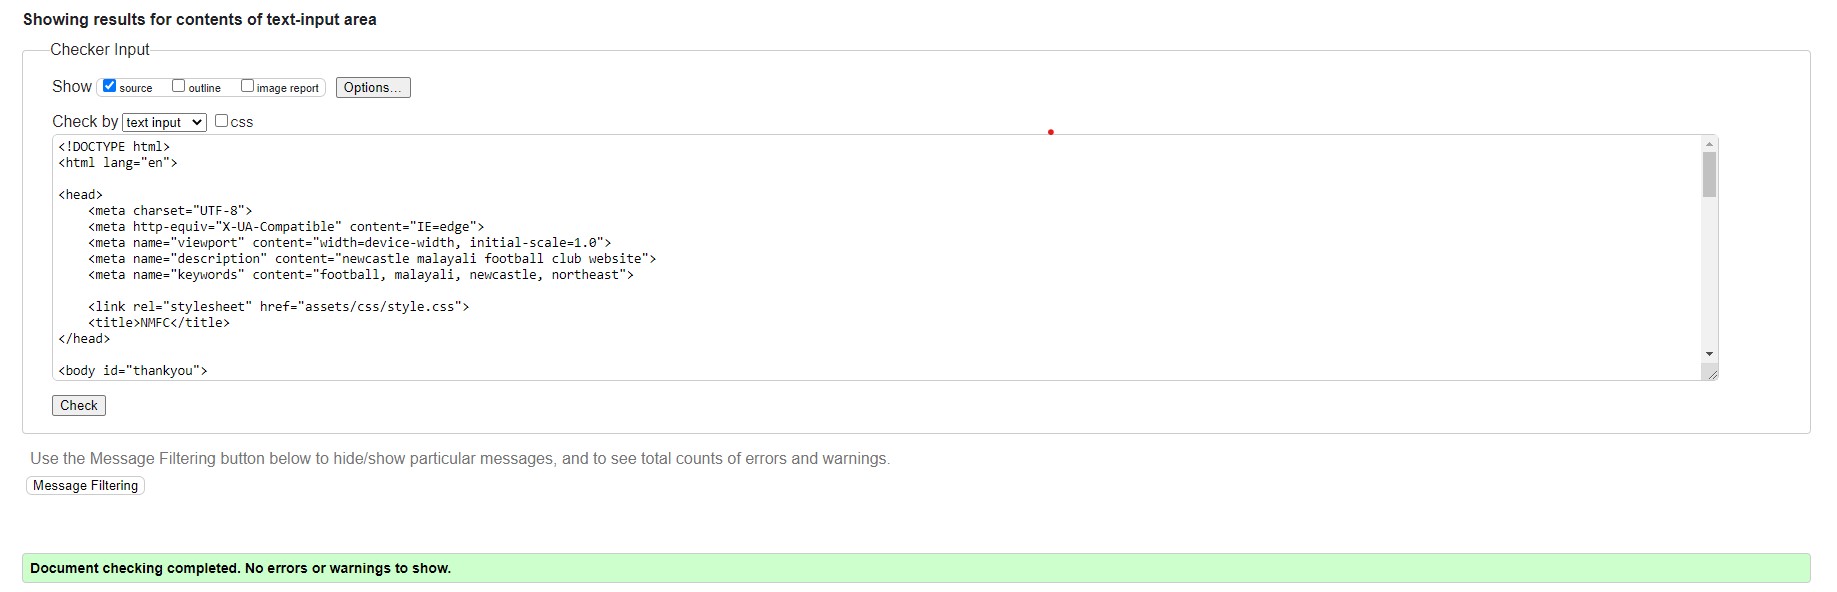 Showing results for contents of text-input area
Checker Input
Show source outline image report Options...
Check by text input css
<!DOCTYPE html>
<html lang="en">
<head>
<meta charset="UTF-8">
<meta http-equiv="X-UA-Compatible" content="IE=edge">
<meta name="viewport" content="width=device-width, initial-scale=1.0">
<meta name="description" content="newcastle malayali football club website">
<meta name="keywords" content="football, malayali, newcastle, northeast">
<link rel="stylesheet" href="assets/css/style.css">
<title>NMFC</title>
</head>
<body id="thankyou">
Check
Use the Message Filtering button below to hide/show particular messages, and to see total counts of errors and warnings.
Message Filtering
Document checking completed. No errors or warnings to show.